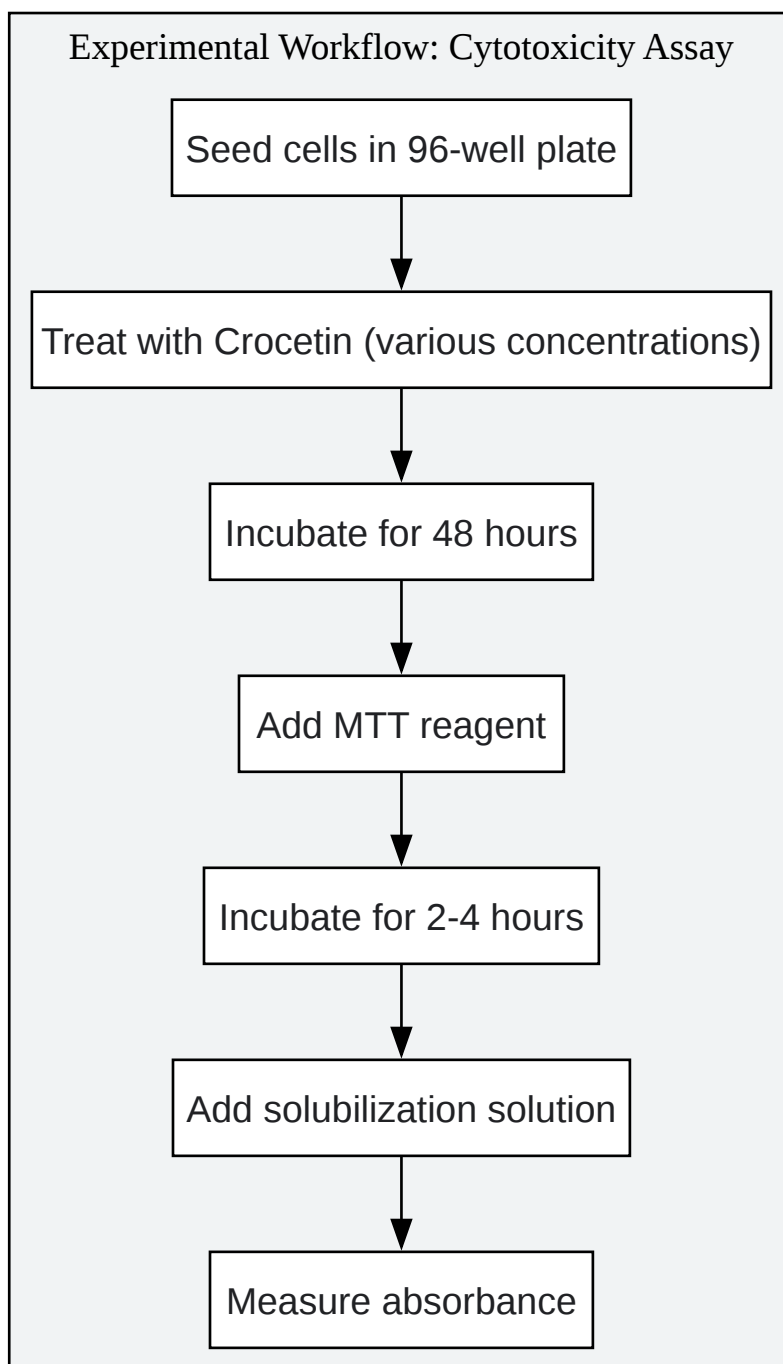 Experimental Workflow: Cytotoxicity Assay
Seed cells in 96-well plate
Treat with Crocetin (various concentrations)
Incubate for 48 hours
Add MTT reagent
Incubate for 2-4 hours
Add solubilization solution
Measure absorbance